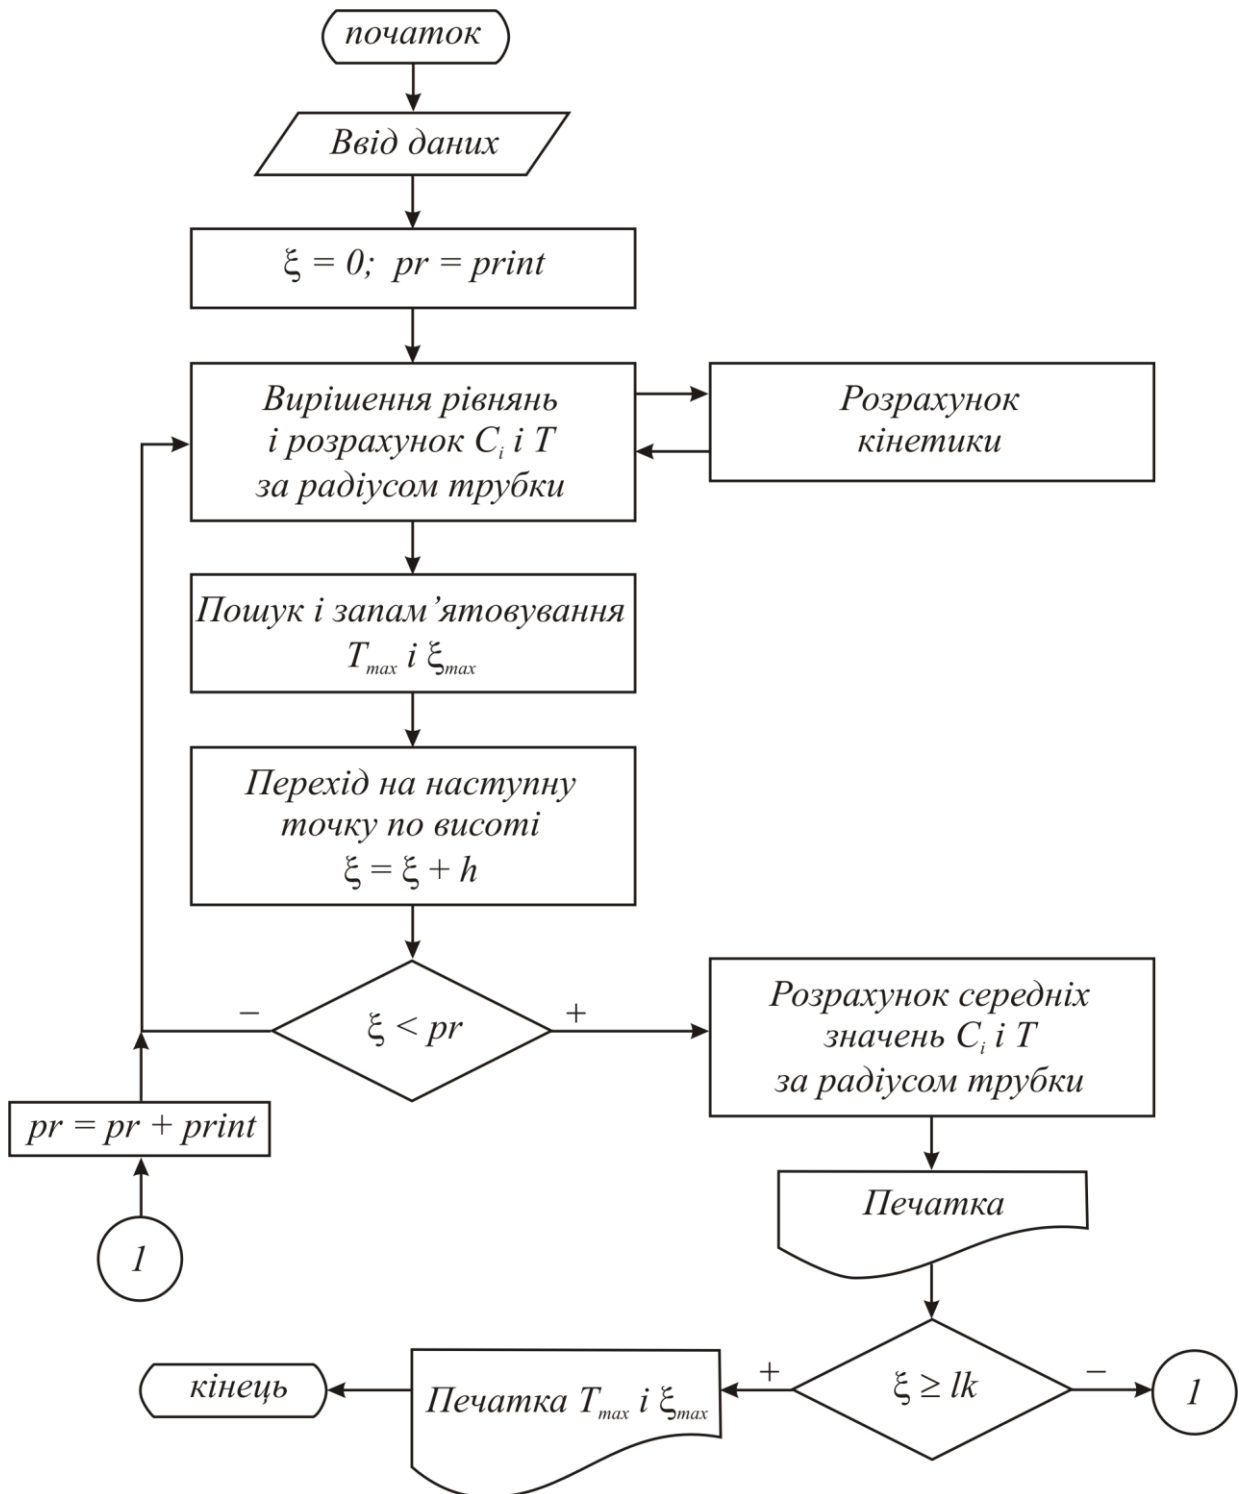 початок
Ввід даних
ξ = 0; pr = print
Вирішення рівнянь
і розрахунок Cᵢ і T
за радіусом трубки
Розрахунок
кінетики
Пошук і запам’ятовування
Tmax і ξmax
Перехід на наступну
точку по висоті
ξ = ξ + h
–
ξ < pr
+
Розрахунок середніх
значень Cᵢ і T
за радіусом трубки
pr = pr + print
1
Печатка
кінець
Печатка Tmax і ξmax
+
ξ ≥ lk
–
1